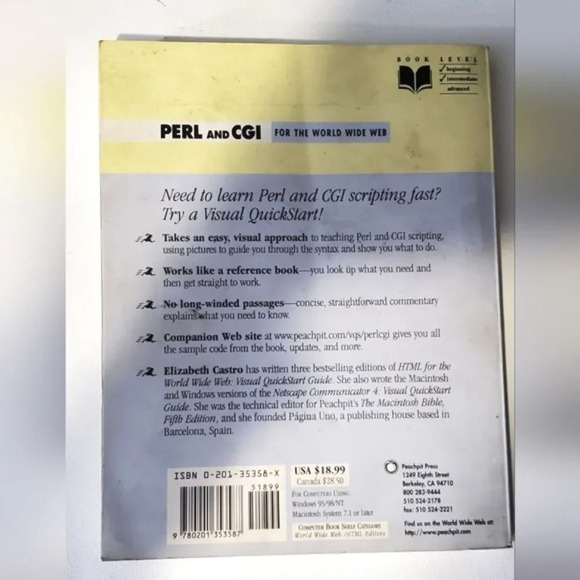 BOOK LEVEL
✓ beginning
✓ intermediate
advanced
PERL AND CGI FOR THE WORLD WIDE WEB
Need to learn Perl and CGI scripting fast?
Try a Visual QuickStart!
Takes an easy, visual approach to teaching Perl and CGI scripting,
using pictures to guide you through the syntax and show you what to do.
Works like a reference book—you look up what you need and
then get straight to work.
No long-winded passages—concise, straightforward commentary
explains what you need to know.
Companion Web site at www.peachpit.com/vqs/perlcgi gives you all
the sample code from the book, updates, and more.
Elizabeth Castro has written three bestselling editions of HTML for the
World Wide Web: Visual QuickStart Guide. She also wrote the Macintosh
and Windows versions of the Netscape Communicator 4: Visual QuickStart
Guide. She was the technical editor for Peachpit's The Macintosh Bible,
Fifth Edition, and she founded Página Uno, a publishing house based in
Barcelona, Spain.
ISBN 0-201-35358-X
51899
9 780201 353587
USA $18.99
Canada $28.50
FOR COMPUTERS USING:
Windows 95/98/NT
Macintosh System 7.1 or later
COMPUTER BOOK SHELF CATEGORY
World Wide Web (HTML Editor)
Peachpit Press
1249 Eighth Street
Berkeley, CA 94710
800 283-9444
510 524-2178
fax: 510 524-2221
Find us on the World Wide Web at:
http://www.peachpit.com